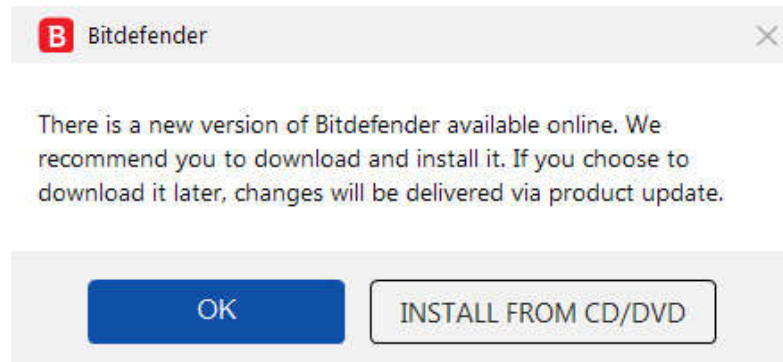 B Bitdefender
There is a new version of Bitdefender available online. We
recommend you to download and install it. If you choose to
download it later, changes will be delivered via product update.
OK INSTALL FROM CD/DVD